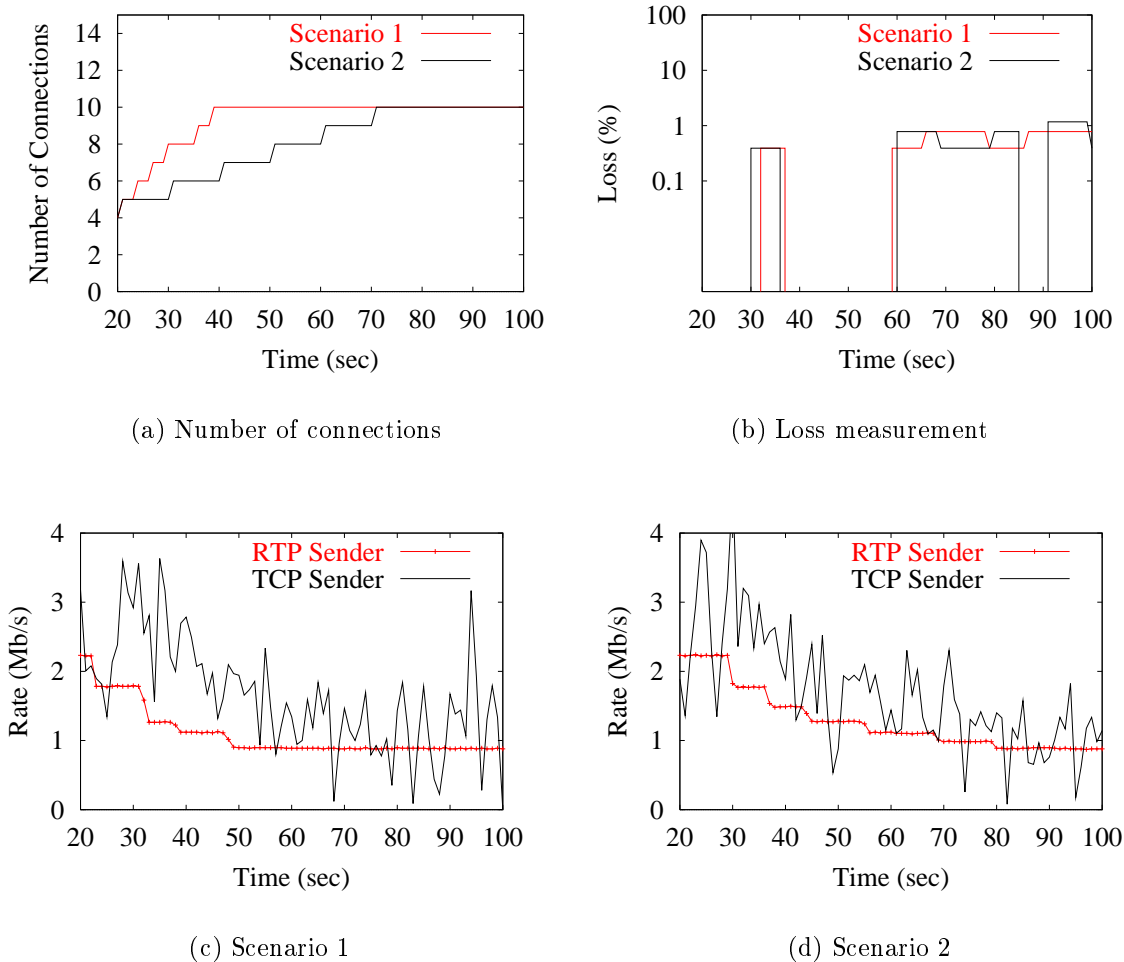 14
12
10
8
6
4
2
0
Number of Connections
Scenario 1
Scenario 2
20 30 40 50 60 70 80 90 100
Time (sec)
(a) Number of connections
100
10
1
0.1
Loss (%)
Scenario 1
Scenario 2
20 30 40 50 60 70 80 90 100
Time (sec)
(b) Loss measurement
4
3
2
1
0
Rate (Mb/s)
RTP Sender
TCP Sender
20 30 40 50 60 70 80 90 100
Time (sec)
(c) Scenario 1
4
3
2
1
0
Rate (Mb/s)
RTP Sender
TCP Sender
20 30 40 50 60 70 80 90 100
Time (sec)
(d) Scenario 2